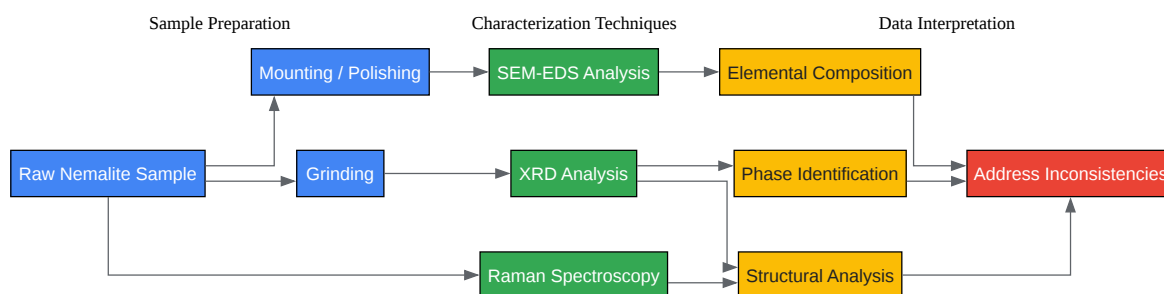 Sample Preparation
Characterization Techniques
Data Interpretation
Mounting / Polishing
SEM-EDS Analysis
Elemental Composition
Raw Nemalite Sample
Grinding
XRD Analysis
Phase Identification
Address Inconsistencies
Raman Spectroscopy
Structural Analysis